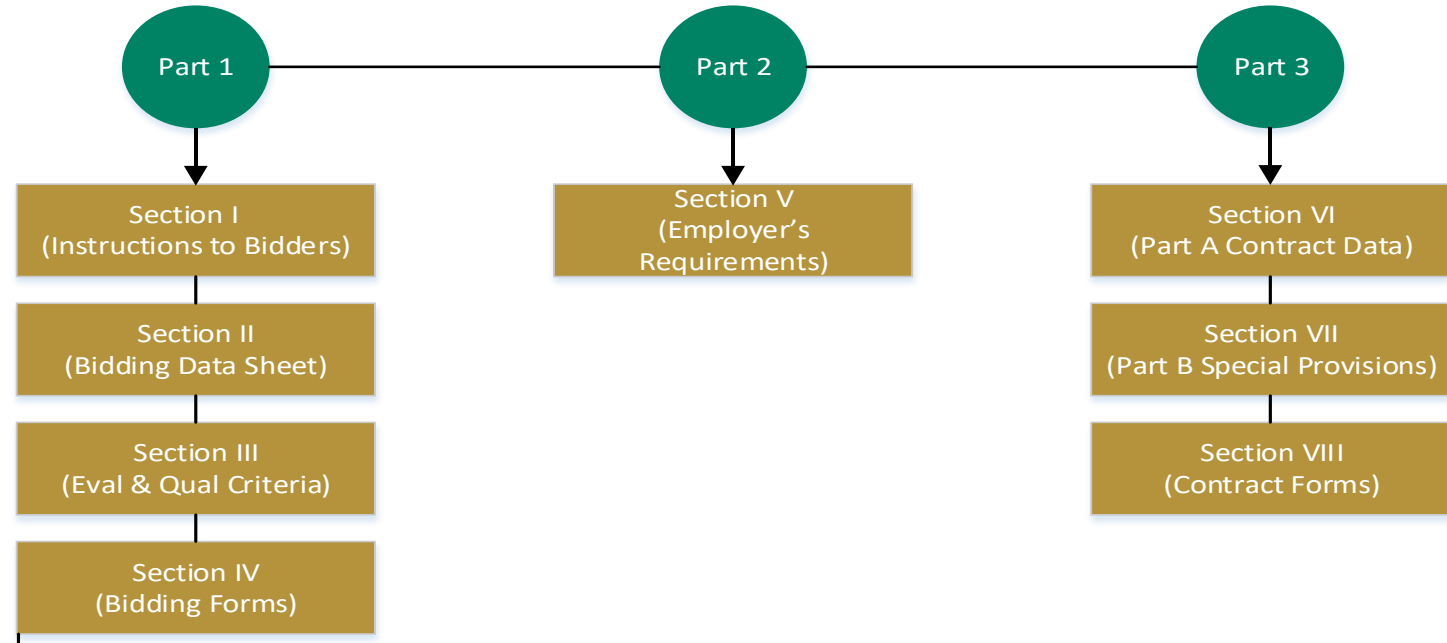 Part 1
Part 2
Part 3
Section I
(Instructions to Bidders)
Section II
(Bidding Data Sheet)
Section III
(Eval & Qual Criteria)
Section IV
(Bidding Forms)
Section V
(Employer’s
Requirements)
Section VI
(Part A Contract Data)
Section VII
(Part B Special Provisions)
Section VIII
(Contract Forms)